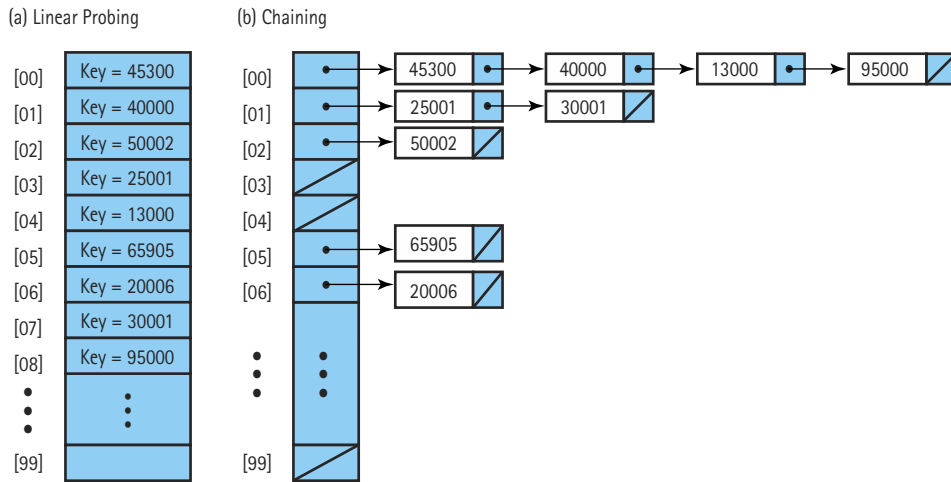 (a) Linear Probing
[00] Key = 45300
[01] Key = 40000
[02] Key = 50002
[03] Key = 25001
[04] Key = 13000
[05] Key = 65905
[06] Key = 20006
[07] Key = 30001
[08] Key = 95000
[99]
(b) Chaining
[00] 45300 40000 13000 95000
[01] 25001 30001
[02] 50002
[03]
[04]
[05] 65905
[06] 20006
[99]